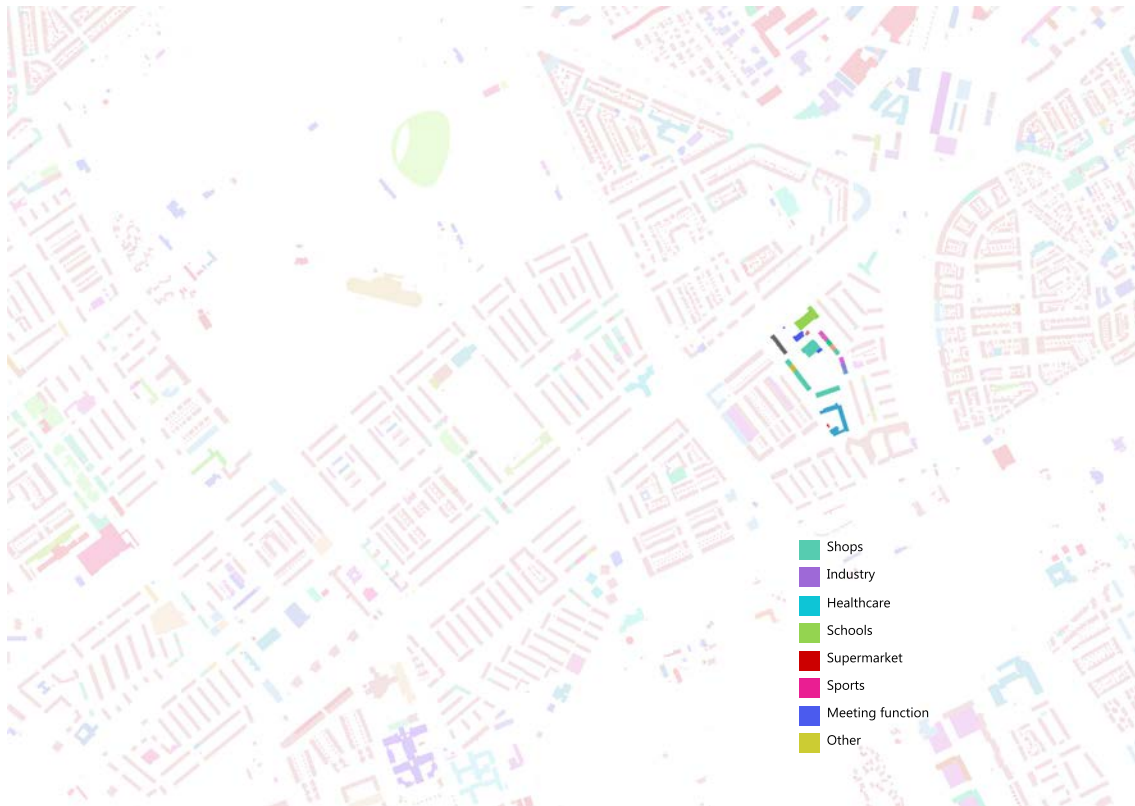 Shops
Industry
Healthcare
Schools
Supermarket
Sports
Meeting function
Other